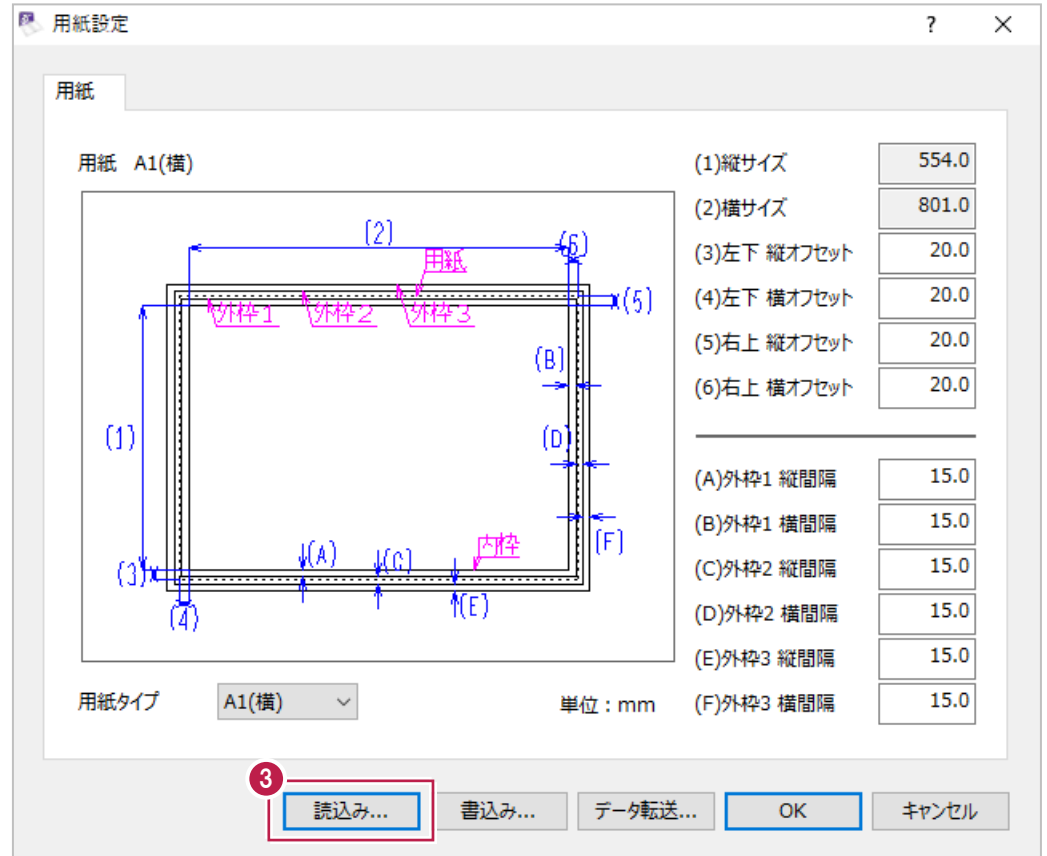 用紙設定
?
×
用紙
用紙 A1(横)
(1)縦サイズ 554.0
(2)横サイズ 801.0
(3)左下 縦オフセット 20.0
(4)左下 横オフセット 20.0
(5)右上 縦オフセット 20.0
(6)右上 横オフセット 20.0
(2)
(6)
用紙
(5)
外枠1
外枠2
外枠3
(B)
(1)
(D)
(F)
内枠
(A)
(C)
(3)
(E)
(4)
(A)外枠1 縦間隔 15.0
(B)外枠1 横間隔 15.0
(C)外枠2 縦間隔 15.0
(D)外枠2 横間隔 15.0
(E)外枠3 縦間隔 15.0
(F)外枠3 横間隔 15.0
用紙タイプ A1(横)
単位：mm
3
読込み...
書込み...
データ転送...
OK
キャンセル